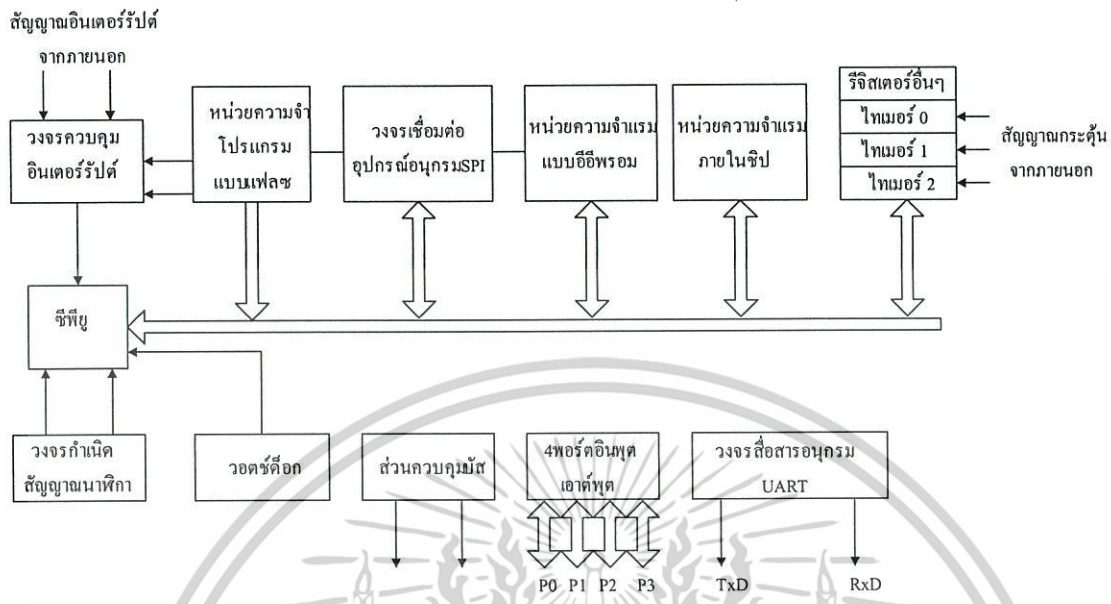 สัญญาณอินเตอร์รัปต์
จากภายนอก
วงจรควบคุม
อินเตอร์รัปต์
หน่วยความจำ
โปรแกรม
แบบแฟลซ
วงจรเชื่อมต่อ
อุปกรณ์อนุกรมSPI
หน่วยความจำแรม
แบบอีอีพรอม
หน่วยความจำแรม
ภายในชิป
รีจิสเตอร์อื่นๆ
ไทเมอร์ 0
ไทเมอร์ 1
ไทเมอร์ 2
สัญญาณกระตุ้น
จากภายนอก
ซีพียู
วงจรกำเนิด
สัญญาณนาฬิกา
วอตช์ด็อก
ส่วนควบคุมบัส
4พอร์ตอินพุต
เอาต์พุต
วงจรสื่อสารอนุกรม
UART
P0 P1 P2 P3
TxD
RxD